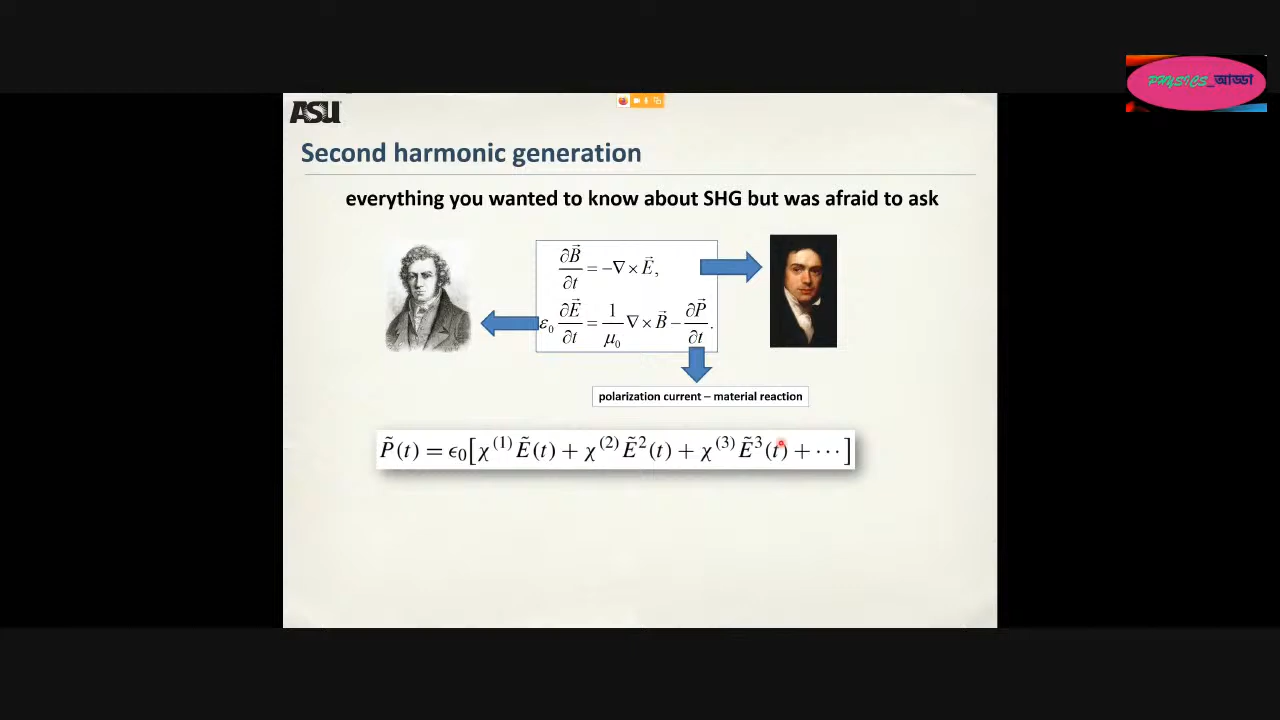 PHYSICS_আড্ডা
ASU
Second harmonic generation
everything you wanted to know about SHG but was afraid to ask
∂B⃗/∂t = −∇ × E⃗,
ε₀ ∂E⃗/∂t = 1/μ₀ ∇ × B⃗ − ∂P⃗/∂t.
polarization current – material reaction
P̃(t) = ϵ₀[χ⁽¹⁾Ẽ(t) + χ⁽²⁾Ẽ²(t) + χ⁽³⁾Ẽ³(t) + ⋯]